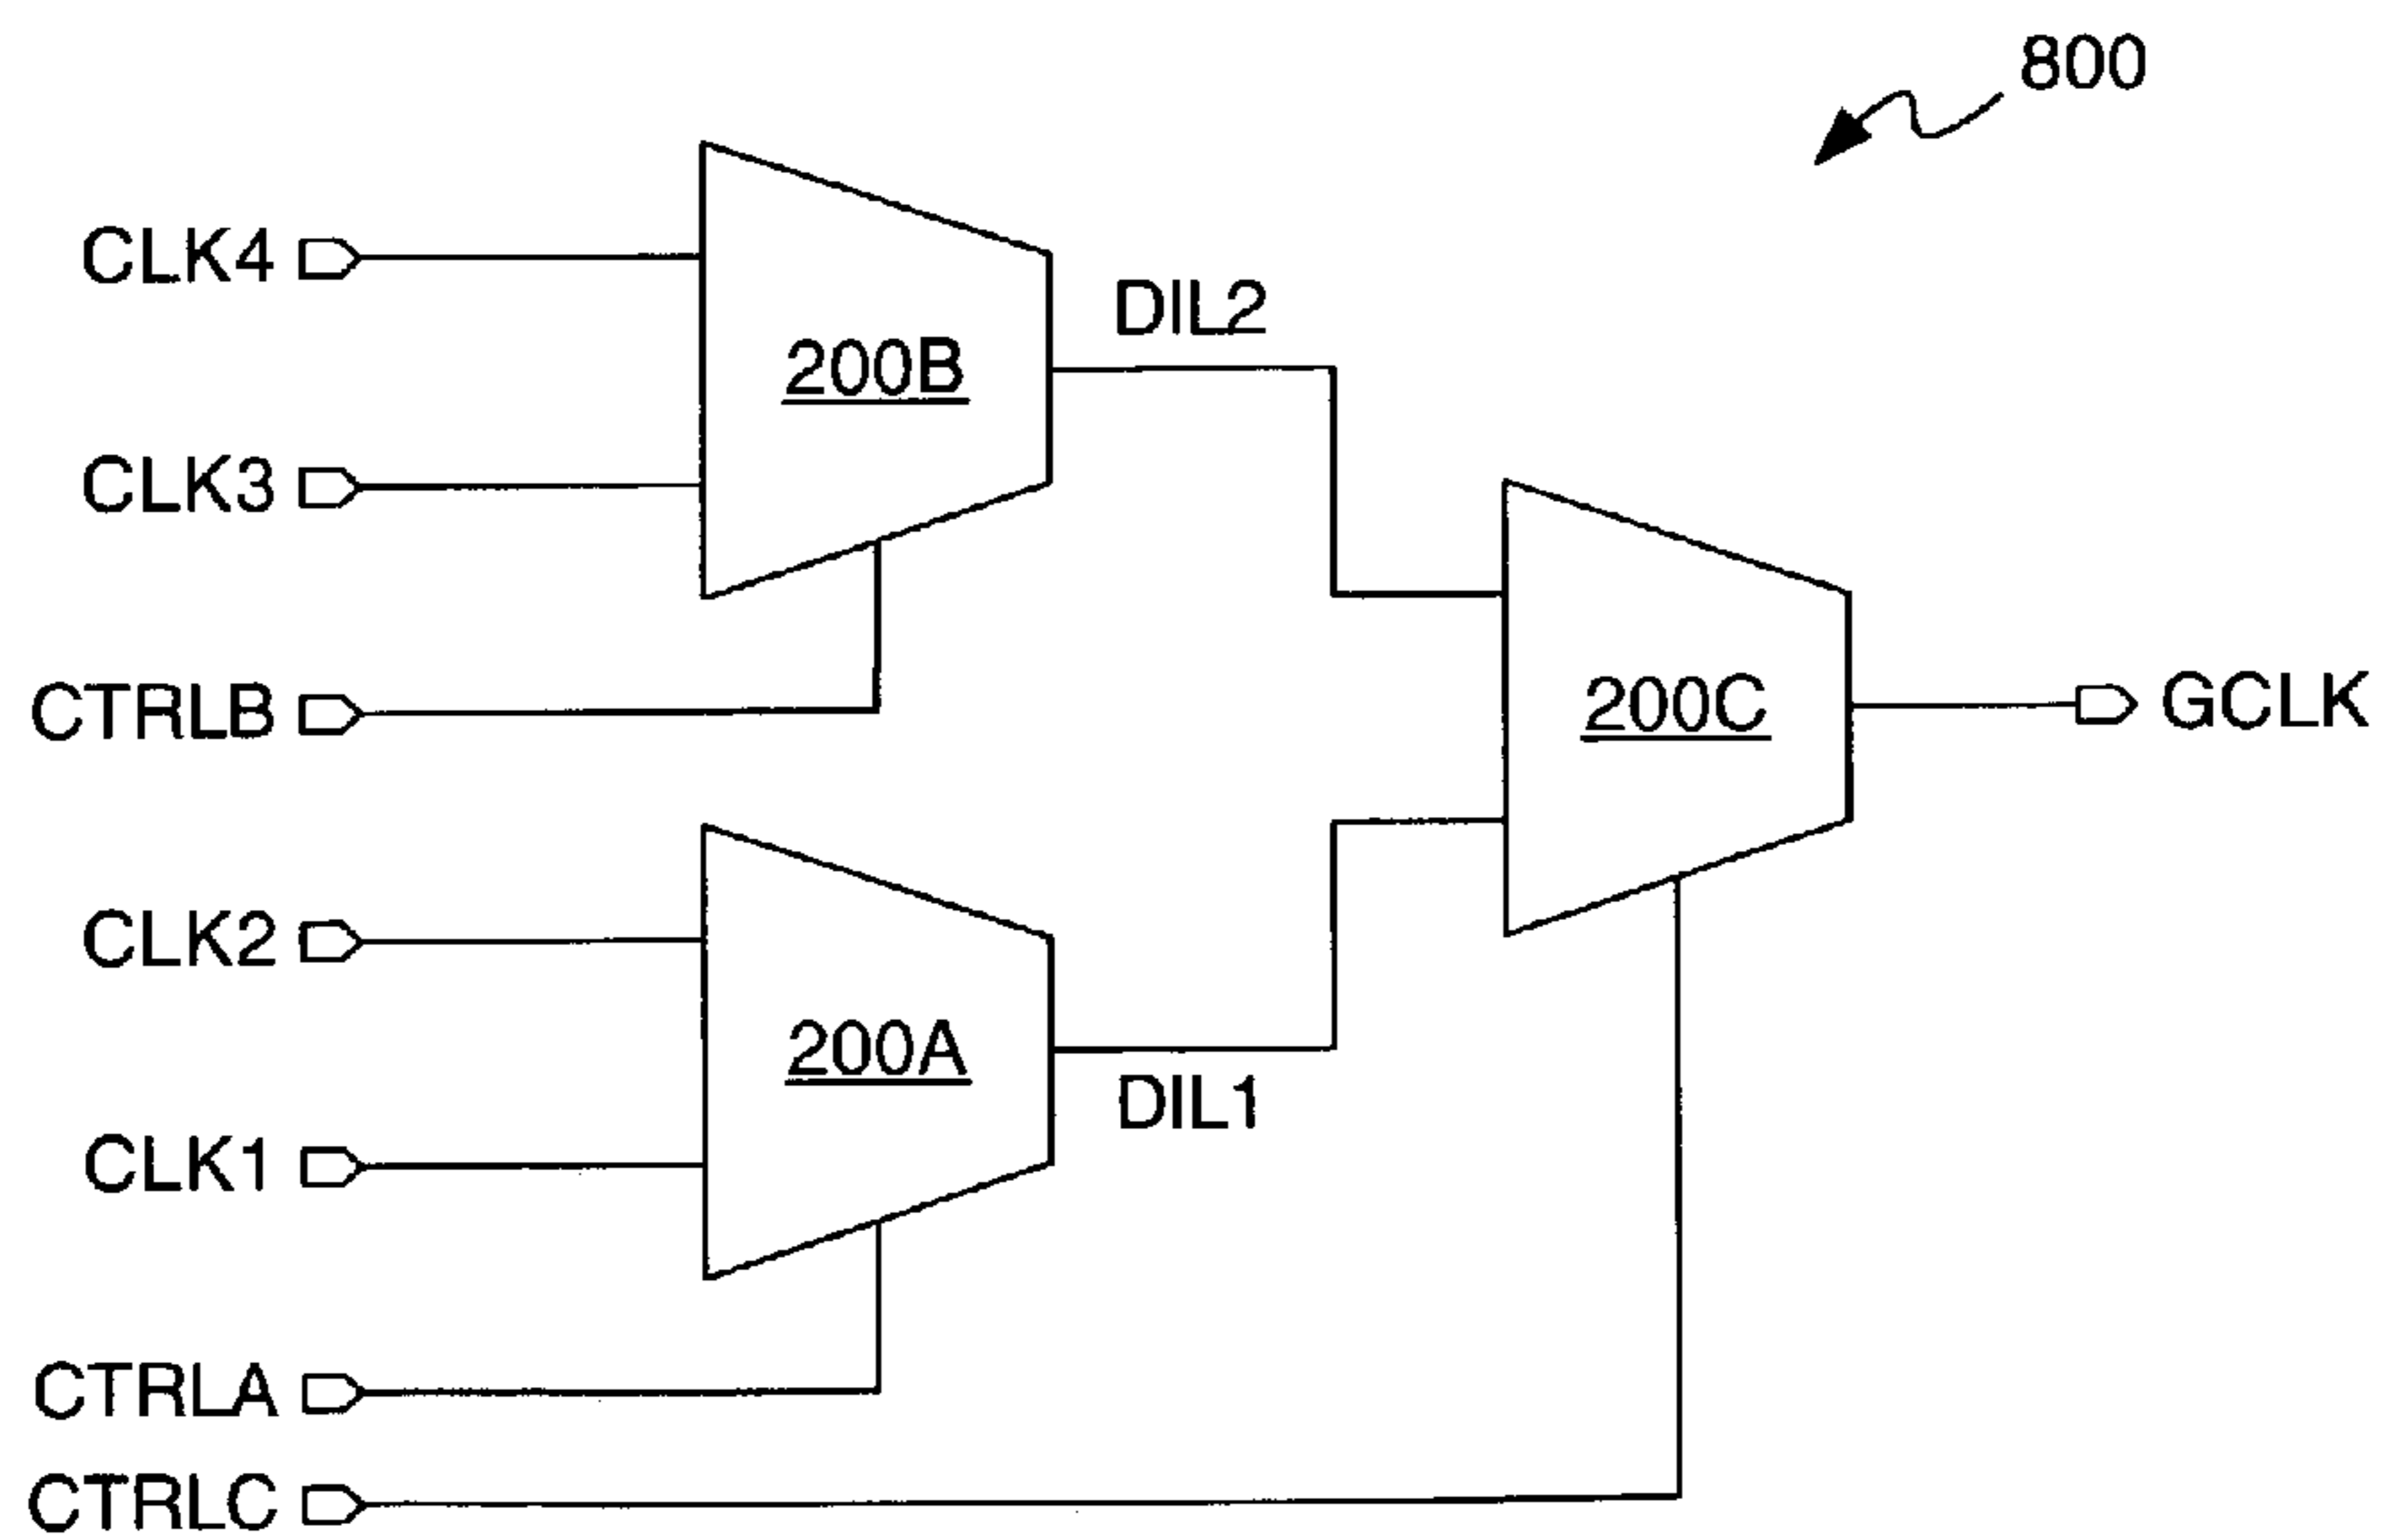 800
CLK4
DIL2
200B
CLK3
200C
CTRLB
GCLK
CLK2
200A
DIL1
CLK1
CTRLA
CTRLC